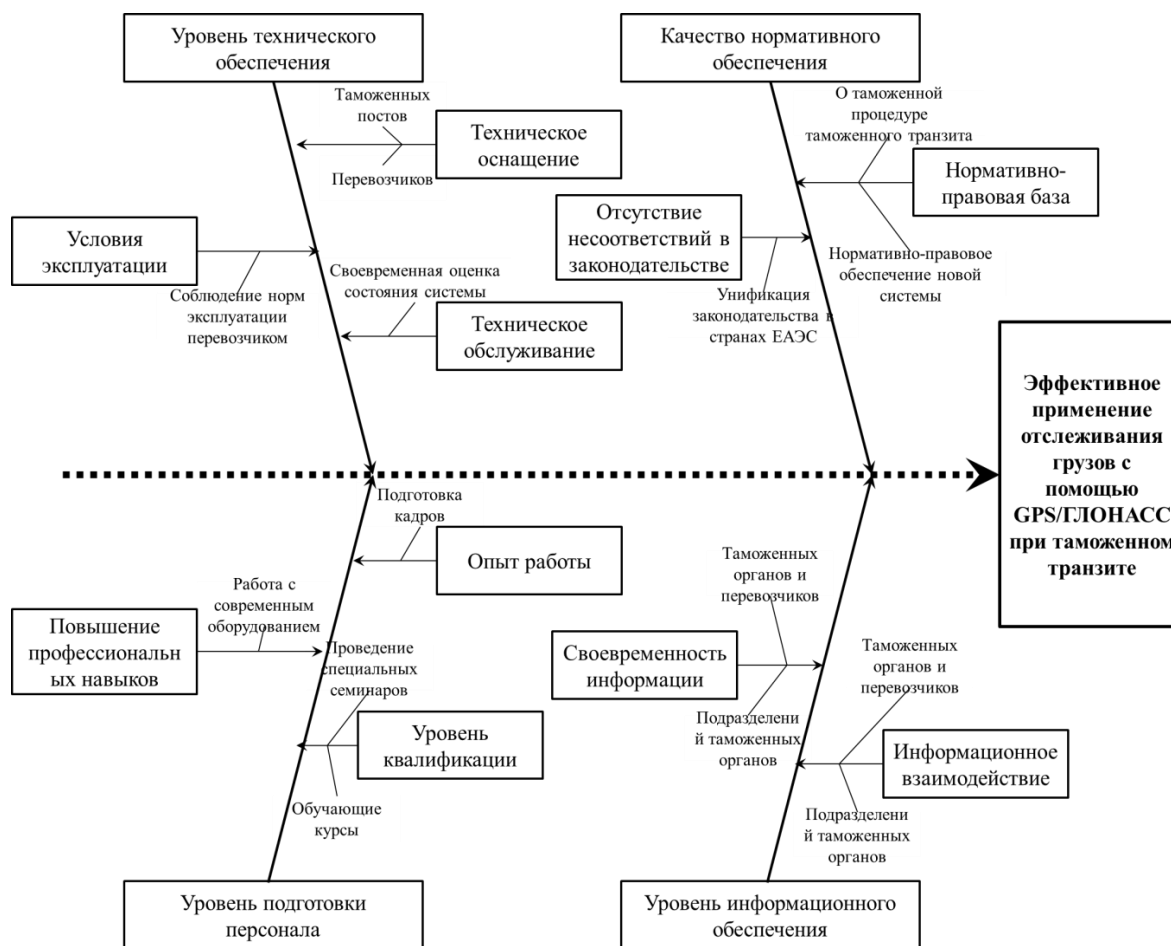 Уровень технического
обеспечения
Качество нормативного
обеспечения
Таможенных
постов
Техническое
оснащение
Перевозчиков
О таможенной
процедуре
таможенного транзита
Нормативно-
правовая база
Условия
эксплуатации
Соблюдение норм
эксплуатации
перевозчиком
Своевременная оценка
состояния системы
Техническое
обслуживание
Отсутствие
несоответствий в
законодательстве
Унификация
законодательства в
странах ЕАЭС
Нормативно-правовое
обеспечение новой
системы
Эффективное
применение
отслеживания
грузов с
помощью
GPS/ГЛОНАСС
при таможенном
транзите
Подготовка
кадров
Опыт работы
Работа с
современным
оборудованием
Повышение
профессиональн
ых навыков
Проведение
специальных
семинаров
Уровень
квалификации
Обучающие
курсы
Таможенных
органов и
перевозчиков
Своевременность
информации
Подразделени
й таможенных
органов
Таможенных
органов и
перевозчиков
Информационное
взаимодействие
Подразделени
й таможенных
органов
Уровень подготовки
персонала
Уровень информационного
обеспечения